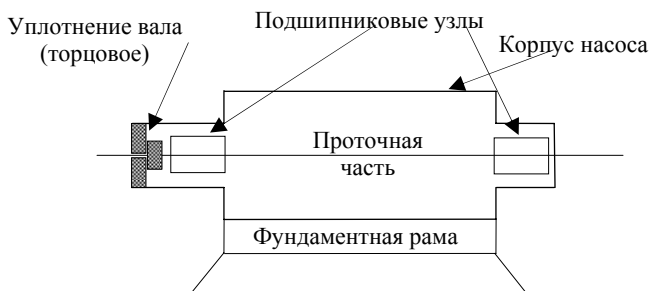 Уплотнение вала
(торцовое)
Подшипниковые узлы
Корпус насоса
Проточная
часть
Фундаментная рама